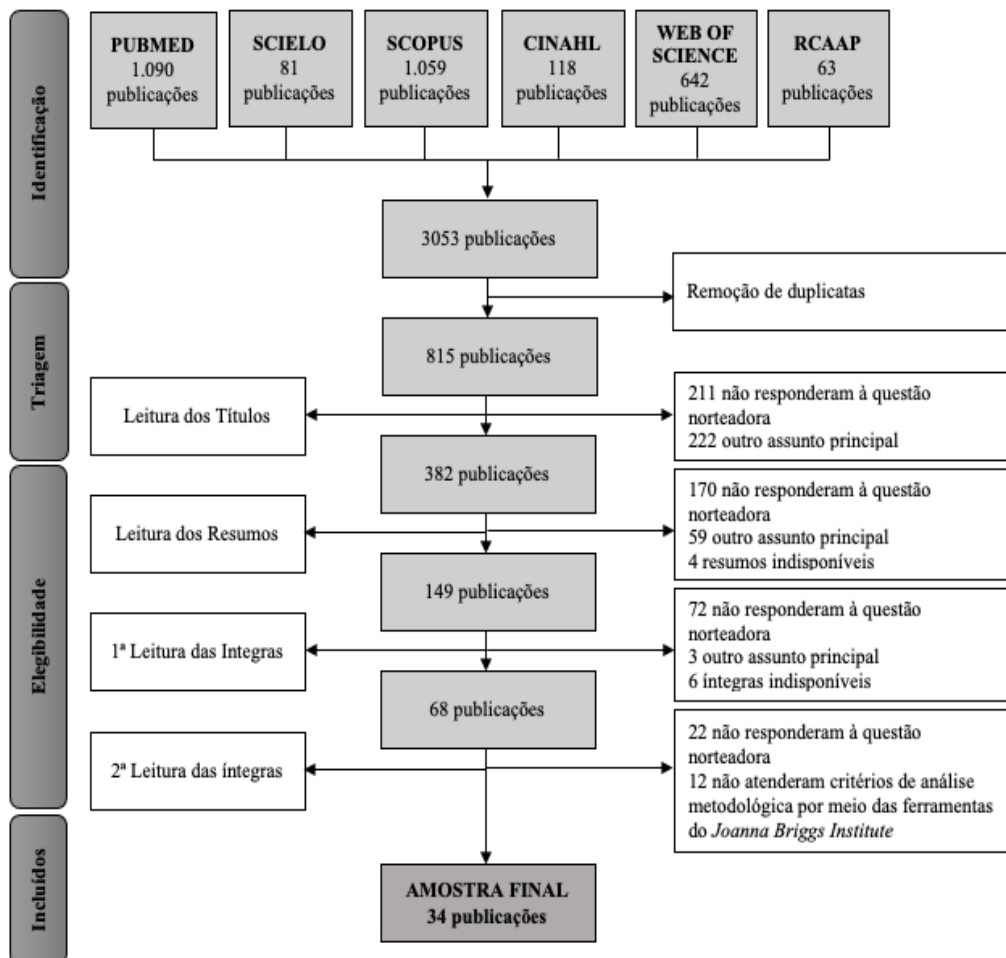 Identificação
PUBMED
1.090
publicações
SCIELO
81
publicações
SCOPUS
1.059
publicações
CINAHL
118
publicações
WEB OF
SCIENCE
642
publicações
RCAAP
63
publicações
3053 publicações
Remoção de duplicatas
Triagem
815 publicações
Leitura dos Títulos
211 não responderam à questão
norteadora
222 outro assunto principal
382 publicações
Elegibilidade
Leitura dos Resumos
170 não responderam à questão
norteadora
59 outro assunto principal
4 resumos indisponíveis
149 publicações
1ª Leitura das Integras
72 não responderam à questão
norteadora
3 outro assunto principal
6 íntegras indisponíveis
68 publicações
2ª Leitura das íntegras
22 não responderam à questão
norteadora
12 não atenderam critérios de análise
metodológica por meio das ferramentas
do Joanna Briggs Institute
Incluídos
AMOSTRA FINAL
34 publicações